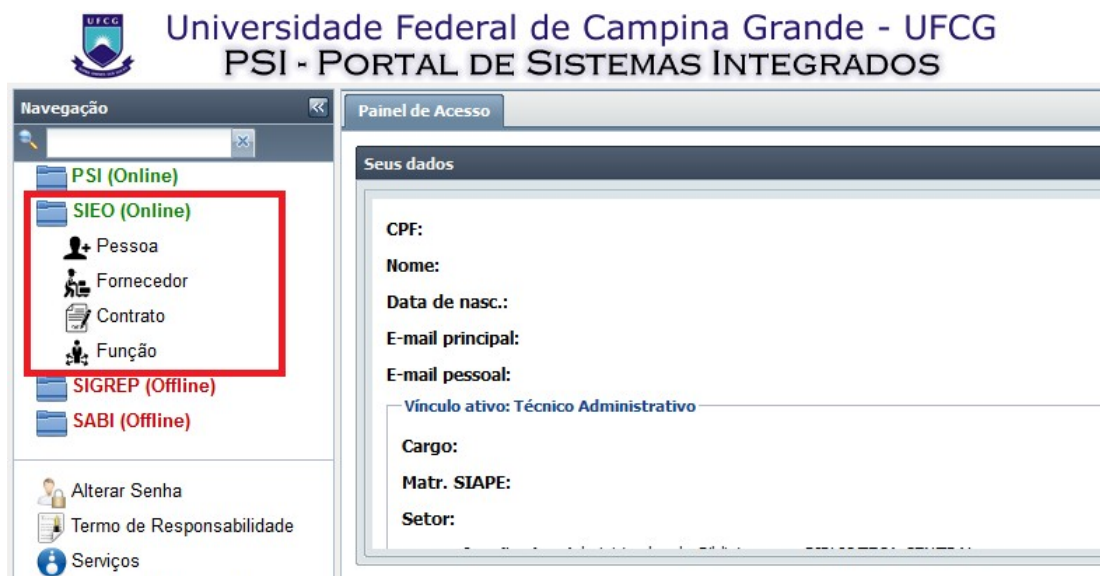 UFCG
Universidade Federal de Campina Grande - UFCG
PSI - PORTAL DE SISTEMAS INTEGRADOS
Navegação
PSI (Online)
SIEO (Online)
Pessoa
Fornecedor
Contrato
Função
SIGREP (Offline)
SABI (Offline)
Alterar Senha
Termo de Responsabilidade
Serviços
Painel de Acesso
Seus dados
CPF:
Nome:
Data de nasc.:
E-mail principal:
E-mail pessoal:
Vínculo ativo: Técnico Administrativo
Cargo:
Matr. SIAPE:
Setor: